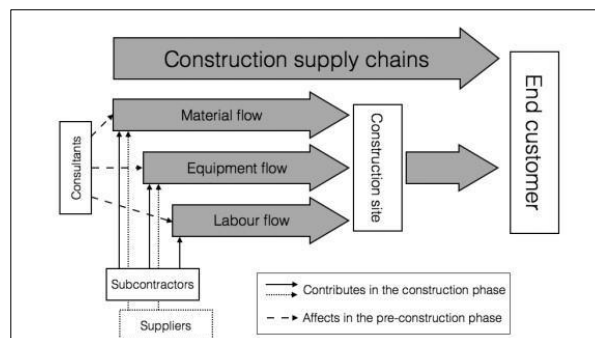 Construction supply chains
End customer
Material flow
Consultants
Equipment flow
Construction site
Labour flow
Subcontractors
Suppliers
Contributes in the construction phase
Affects in the pre-construction phase